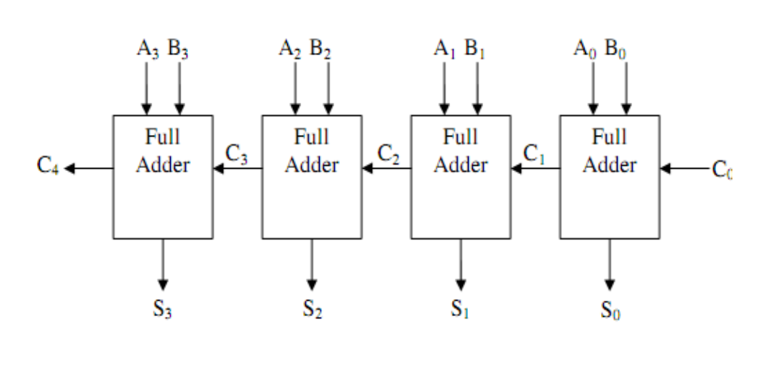 A₃ B₃ A₂ B₂ A₁ B₁ A₀ B₀
Full Full Full Full
C₄ Adder C₃ Adder C₂ Adder C₁ Adder C₀
S₃ S₂ S₁ S₀